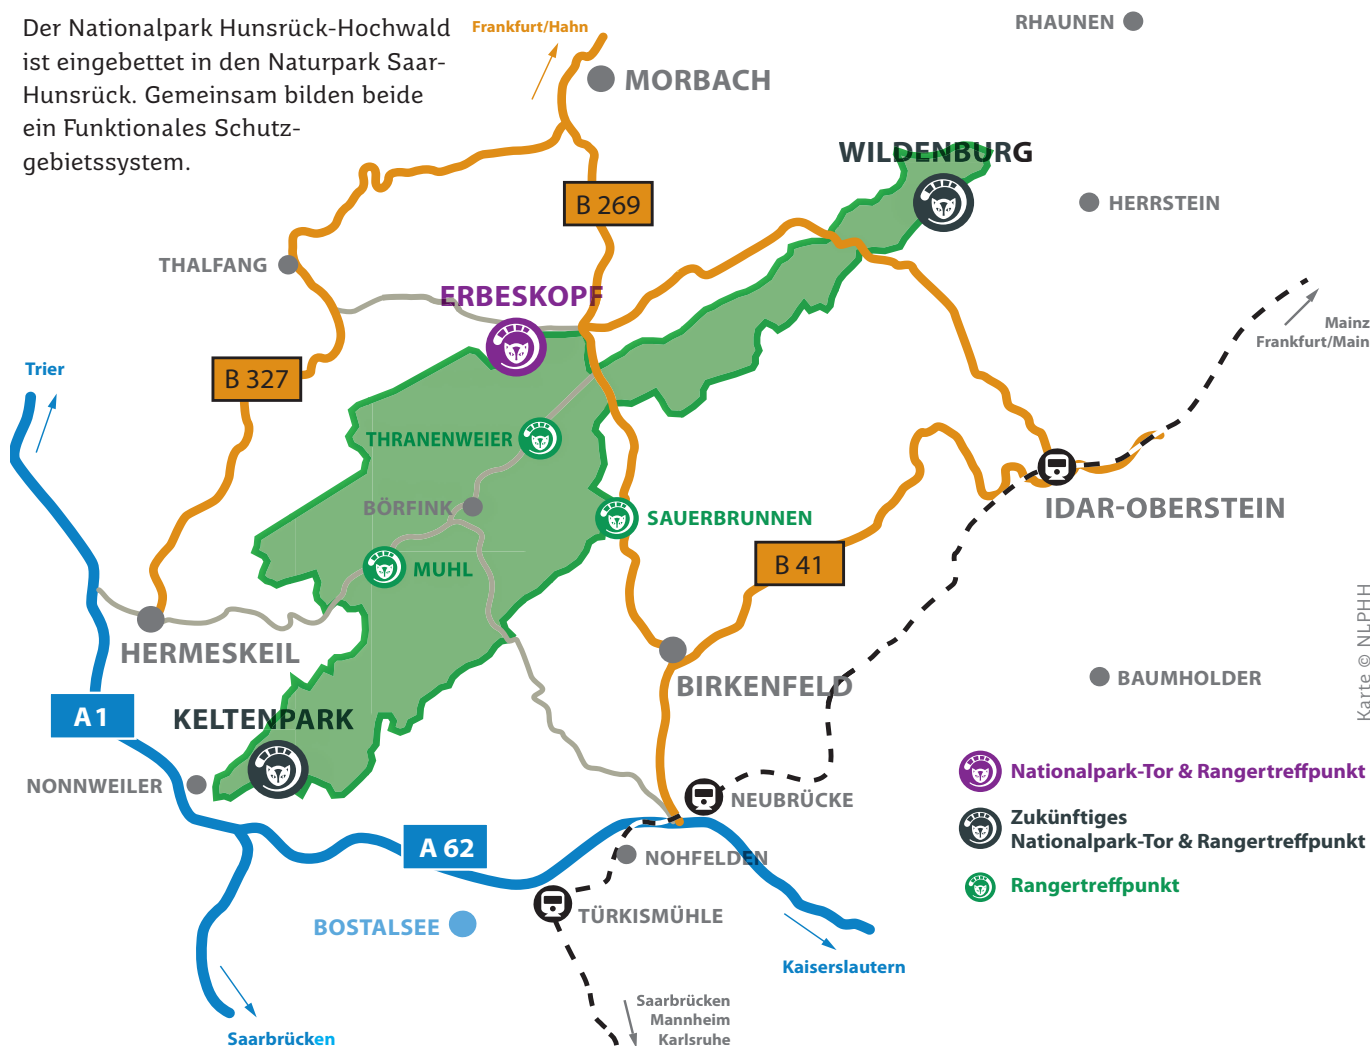 Der Nationalpark Hunsrück-Hochwald
ist eingebettet in den Naturpark Saar-
Hunsrück. Gemeinsam bilden beide
ein Funktionales Schutz-
gebietssystem.
Frankfurt/Hahn
RHAUNEN
MORBACH
WILDENBURG
B 269
HERRSTEIN
THALFANG
ERBESKOPF
Mainz
Frankfurt/Main
Trier
B 327
THRANENWEIER
BÖRFINK
SAUERBRUNNEN
IDAR-OBERSTEIN
MUHL
B 41
HERMESKEIL
BIRKENFELD
BAUMHOLDER
Karte © NLPHH
A 1
KELTENPARK
NONNWEILER
NEUBRÜCKE
Nationalpark-Tor & Rangertreffpunkt
Zukünftiges
Nationalpark-Tor & Rangertreffpunkt
Rangertreffpunkt
A 62
NOHFELDEN
BOSTALSEE
TÜRKISMÜHLE
Kaiserslautern
Saarbrücken
Mannheim
Karlsruhe
Saarbrücken